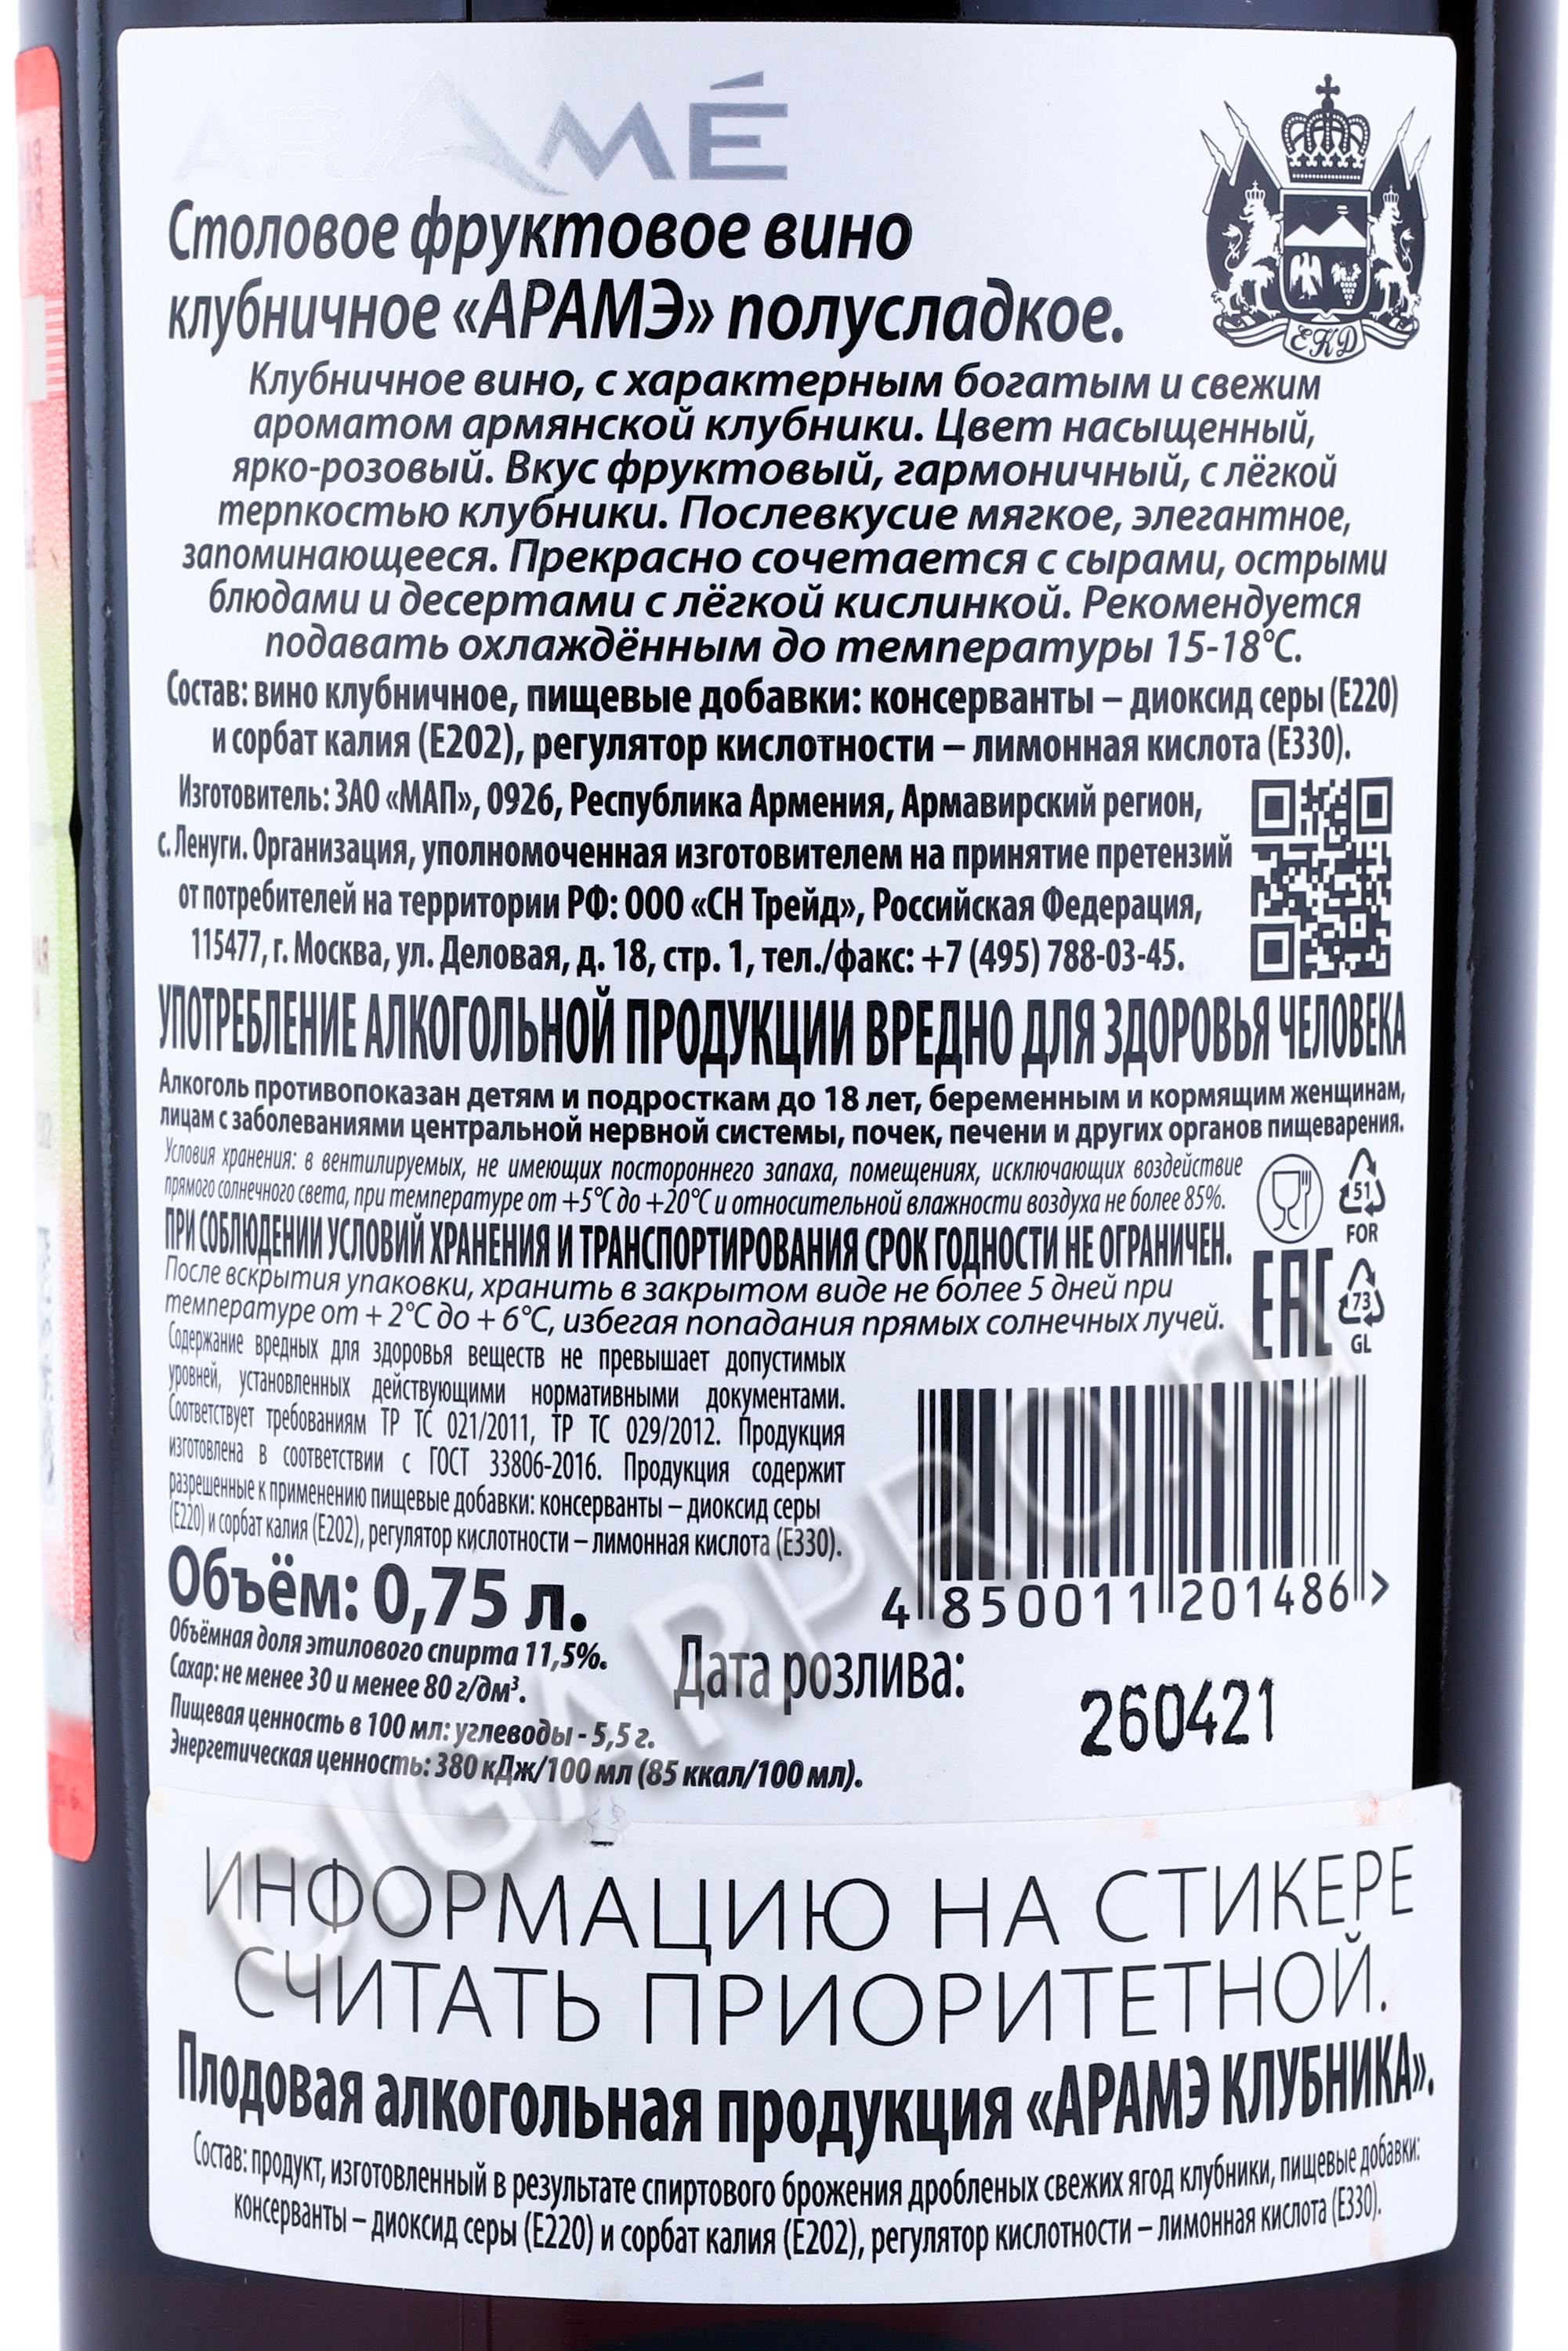 ARAMÉ
Столовое фруктовое вино
клубничное «АРАМЭ» полусладкое.
ЕКД
Клубничное вино, с характерным богатым и свежим
ароматом армянской клубники. Цвет насыщенный,
ярко-розовый. Вкус фруктовый, гармоничный, с лёгкой
терпкостью клубники. Послевкусие мягкое, элегантное,
запоминающееся. Прекрасно сочетается с сырами, острыми
блюдами и десертами с лёгкой кислинкой. Рекомендуется
подавать охлаждённым до температуры 15-18°С.
Состав: вино клубничное, пищевые добавки: консерванты – диоксид серы (Е220)
и сорбат калия (Е202), регулятор кислотности – лимонная кислота (Е330).
Изготовитель: ЗАО «МАП», 0926, Республика Армения, Армавирский регион,
с. Ленуги. Организация, уполномоченная изготовителем на принятие претензий
от потребителей на территории РФ: ООО «СН Трейд», Российская Федерация,
115477, г. Москва, ул. Деловая, д. 18, стр. 1, тел./факс: +7 (495) 788-03-45.
УПОТРЕБЛЕНИЕ АЛКОГОЛЬНОЙ ПРОДУКЦИИ ВРЕДНО ДЛЯ ЗДОРОВЬЯ ЧЕЛОВЕКА
Алкоголь противопоказан детям и подросткам до 18 лет, беременным и кормящим женщинам,
лицам с заболеваниями центральной нервной системы, почек, печени и других органов пищеварения.
Условия хранения: в вентилируемых, не имеющих постороннего запаха, помещениях, исключающих воздействие
прямого солнечного света, при температуре от +5°С до +20°С и относительной влажности воздуха не более 85%.
ПРИ СОБЛЮДЕНИИ УСЛОВИЙ ХРАНЕНИЯ И ТРАНСПОРТИРОВАНИЯ СРОК ГОДНОСТИ НЕ ОГРАНИЧЕН.
После вскрытия упаковки, хранить в закрытом виде не более 5 дней при
температуре от + 2°С до + 6°С, избегая попадания прямых солнечных лучей.
51
FOR
EAC
73
GL
Содержание вредных для здоровья веществ не превышает допустимых
уровней, установленных действующими нормативными документами.
Соответствует требованиям ТР ТС 021/2011, ТР ТС 029/2012. Продукция
изготовлена в соответствии с ГОСТ 33806-2016. Продукция содержит
разрешенные к применению пищевые добавки: консерванты – диоксид серы
(Е220) и сорбат калия (Е202), регулятор кислотности – лимонная кислота (Е330).
4 850011 201486 >
Объём: 0,75 л.
Объёмная доля этилового спирта 11,5%.
Сахар: не менее 30 и менее 80 г/дм³.
Пищевая ценность в 100 мл: углеводы - 5,5 г.
Энергетическая ценность: 380 кДж/100 мл (85 ккал/100 мл).
Дата розлива:
260421
ИНФОРМАЦИЮ НА СТИКЕРЕ
СЧИТАТЬ ПРИОРИТЕТНОЙ.
Плодовая алкогольная продукция «АРАМЭ КЛУБНИКА».
Состав: продукт, изготовленный в результате спиртового брожения дробленых свежих ягод клубники, пищевые добавки:
консерванты – диоксид серы (Е220) и сорбат калия (Е202), регулятор кислотности – лимонная кислота (Е330).
CIGARPRO.ru